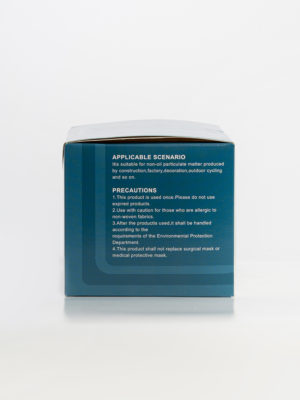 APPLICABLE SCENARIO
It's suitable for non-oil particulate matter produced
by construction,factory,decoration,outdoor cycling
and so on.
PRECAUTIONS
1.This product is used once.Please do not use
expired products.
2.Use with caution for those who are allergic to
non-woven fabrics.
3.After the productis used,it shall be handled
according to the
requirements of the Environmental Protection
Department.
4.This product shall not replace surgical mask or
medical protective mask.